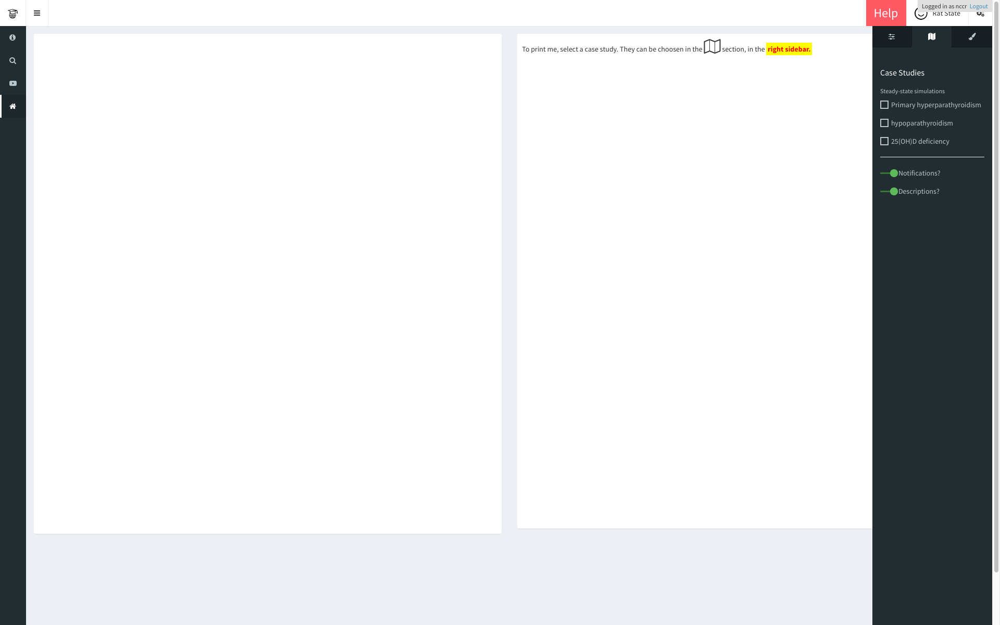 Help
Rat State
Logged in as nccr Logout
To print me, select a case study. They can be choosen in the section, in the right sidebar.
Case Studies
Steady-state simulations
Primary hyperparathyroidism
hypoparathyroidism
25(OH)D deficiency
Notifications?
Descriptions?